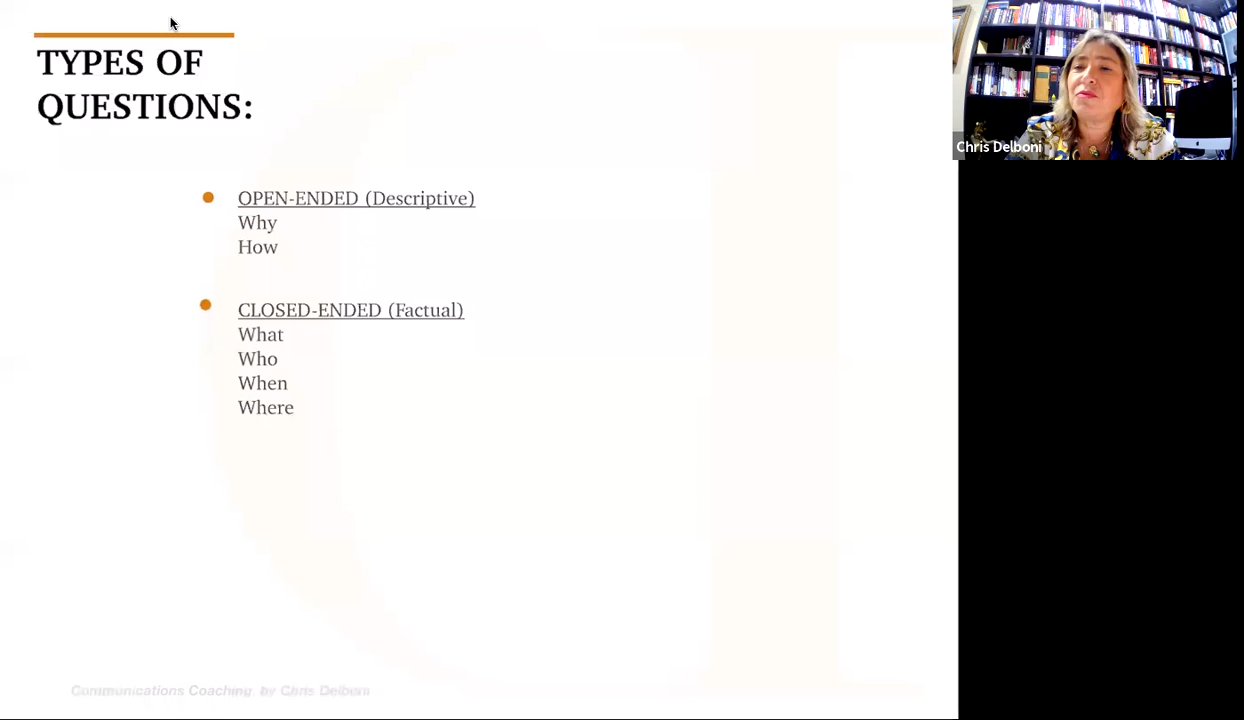 TYPES OF
QUESTIONS:
OPEN-ENDED (Descriptive)
Why
How
CLOSED-ENDED (Factual)
What
Who
When
Where
Communications Coaching, by Chris Delboni
Chris Delboni